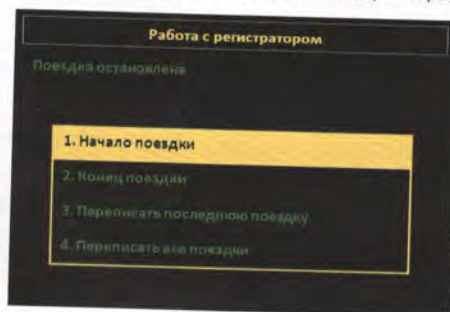 Работа с регистратором
Поездка остановлена
1. Начало поездки
2. Конец поездки
3. Переписать последнюю поездку
4. Переписать все поездки